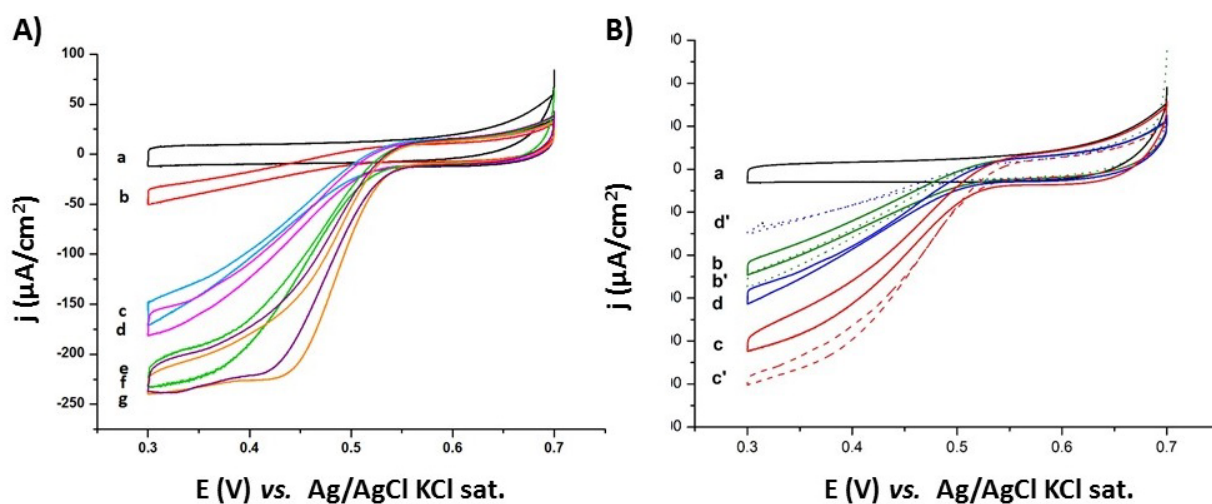 A)
100
50
0
-50
-100
-150
-200
-250
a
b
c
d
e
f
g
j (µA/cm²)
0.3 0.4 0.5 0.6 0.7
E (V) vs. Ag/AgCl KCl sat.
B)
a
d'
b
b'
d
c
c'
j (µA/cm²)
0.3 0.4 0.5 0.6 0.7
E (V) vs. Ag/AgCl KCl sat.